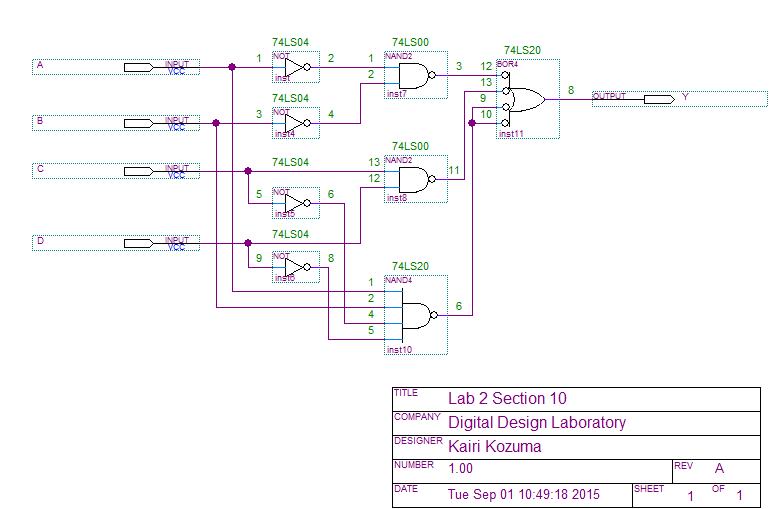 74LS04 74LS00 74LS20
A INPUT VCC 1 NOT inst 2 1 2 NAND2 inst7 3 12 13 9 10 BOR4 inst11 8 OUTPUT Y
74LS04
B INPUT VCC 3 NOT inst4 4
74LS04 74LS00
C INPUT VCC 13 12 NAND2 inst8 11
5 NOT inst5 6
74LS04
D INPUT VCC
9 NOT inst6 8 74LS20
1 2 4 5 NAND4 inst10 6
TITLE Lab 2 Section 10
COMPANY Digital Design Laboratory
DESIGNER Kairi Kozuma
NUMBER 1.00 REV A
DATE Tue Sep 01 10:49:18 2015 SHEET 1 OF 1